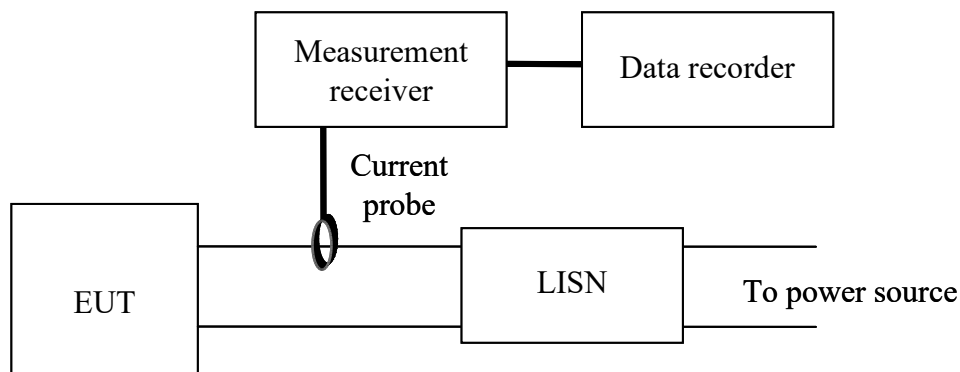 Measurement
receiver
Data recorder
Current
probe
EUT
LISN
To power source